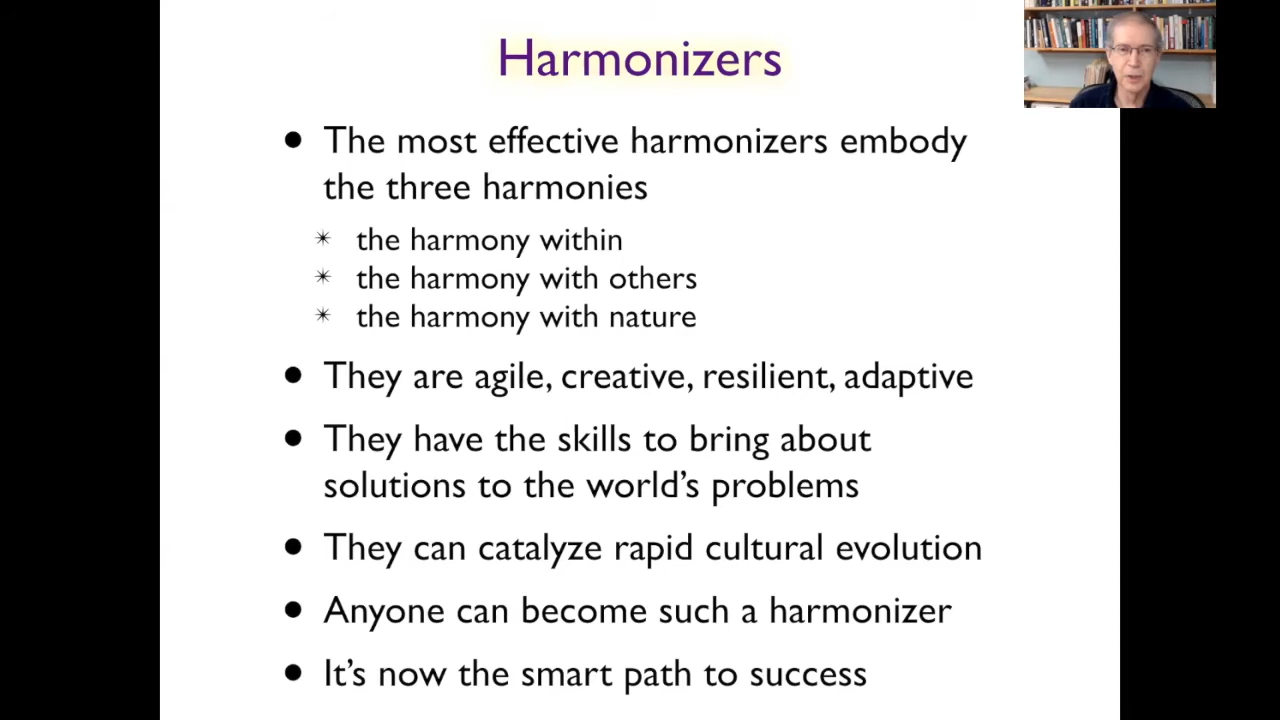 Harmonizers
• The most effective harmonizers embody
the three harmonies
✴ the harmony within
✴ the harmony with others
✴ the harmony with nature
• They are agile, creative, resilient, adaptive
• They have the skills to bring about
solutions to the world’s problems
• They can catalyze rapid cultural evolution
• Anyone can become such a harmonizer
• It’s now the smart path to success